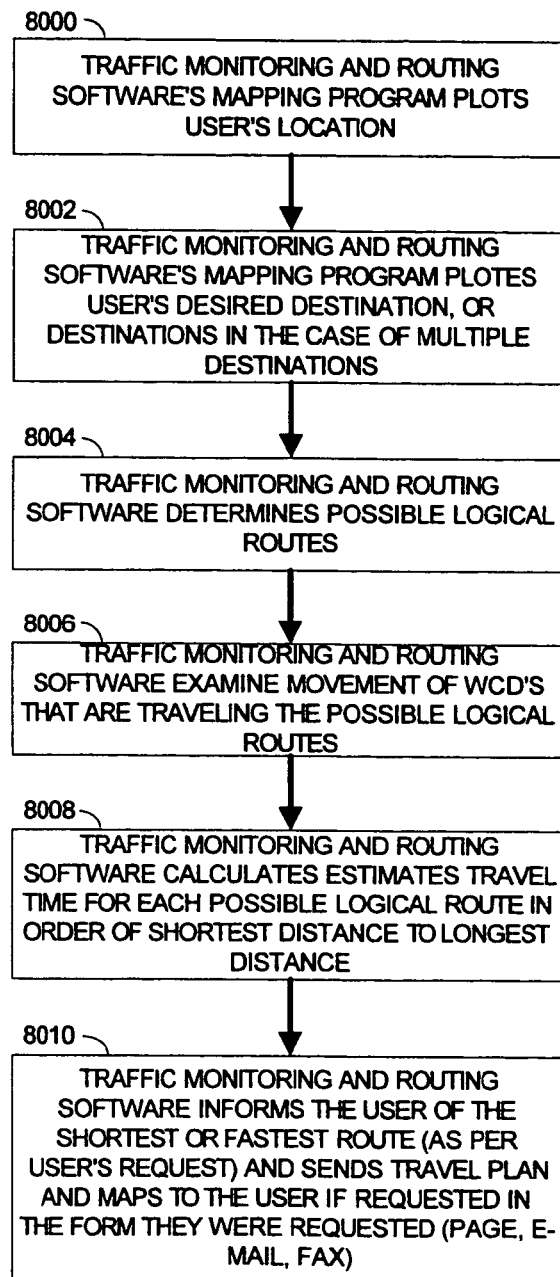 8000
TRAFFIC MONITORING AND ROUTING
SOFTWARE'S MAPPING PROGRAM PLOTS
USER'S LOCATION
8002
TRAFFIC MONITORING AND ROUTING
SOFTWARE'S MAPPING PROGRAM PLOTES
USER'S DESIRED DESTINATION, OR
DESTINATIONS IN THE CASE OF MULTIPLE
DESTINATIONS
8004
TRAFFIC MONITORING AND ROUTING
SOFTWARE DETERMINES POSSIBLE LOGICAL
ROUTES
8006
TRAFFIC MONITORING AND ROUTING
SOFTWARE EXAMINE MOVEMENT OF WCD'S
THAT ARE TRAVELING THE POSSIBLE LOGICAL
ROUTES
8008
TRAFFIC MONITORING AND ROUTING
SOFTWARE CALCULATES ESTIMATES TRAVEL
TIME FOR EACH POSSIBLE LOGICAL ROUTE IN
ORDER OF SHORTEST DISTANCE TO LONGEST
DISTANCE
8010
TRAFFIC MONITORING AND ROUTING
SOFTWARE INFORMS THE USER OF THE
SHORTEST OR FASTEST ROUTE (AS PER
USER'S REQUEST) AND SENDS TRAVEL PLAN
AND MAPS TO THE USER IF REQUESTED IN
THE FORM THEY WERE REQUESTED (PAGE, E-
MAIL, FAX)